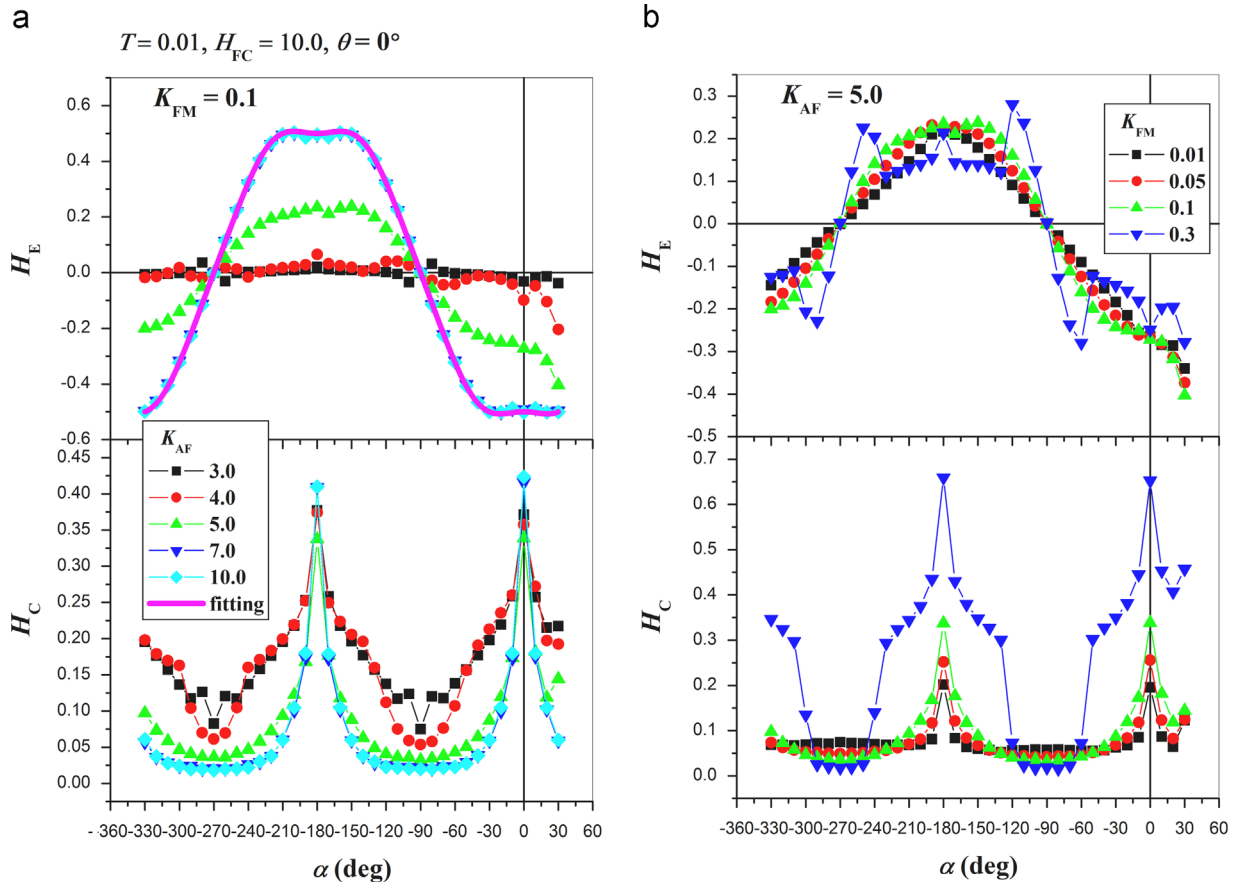 a
b
T = 0.01, H_FC = 10.0, θ = 0°
K_FM = 0.1
0.6
0.4
0.2
0.0
-0.2
-0.4
-0.6
H_E
K_AF
3.0
4.0
5.0
7.0
10.0
fitting
0.45
0.40
0.35
0.30
0.25
0.20
0.15
0.10
0.05
0.00
H_C
-360 -330 -300 -270 -240 -210 -180 -150 -120 -90 -60 -30 0 30 60
α (deg)
K_AF = 5.0
K_FM
0.01
0.05
0.1
0.3
0.3
0.2
0.1
0.0
-0.1
-0.2
-0.3
-0.4
-0.5
H_E
0.7
0.6
0.5
0.4
0.3
0.2
0.1
0.0
H_C
-360 -330 -300 -270 -240 -210 -180 -150 -120 -90 -60 -30 0 30 60
α (deg)